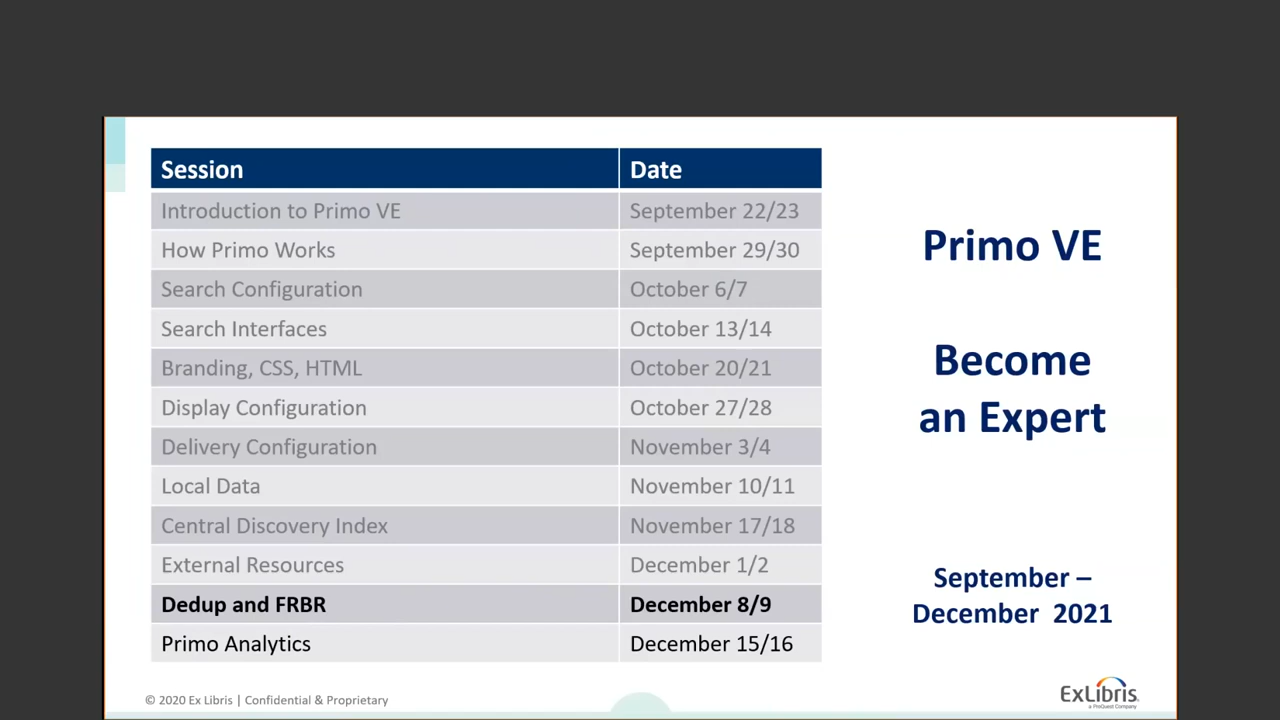 Session Date
Introduction to Primo VE September 22/23
How Primo Works September 29/30
Search Configuration October 6/7
Search Interfaces October 13/14
Branding, CSS, HTML October 20/21
Display Configuration October 27/28
Delivery Configuration November 3/4
Local Data November 10/11
Central Discovery Index November 17/18
External Resources December 1/2
Dedup and FRBR December 8/9
Primo Analytics December 15/16
Primo VE
Become
an Expert
September –
December 2021
© 2020 Ex Libris | Confidential & Proprietary
ExLibris
a ProQuest Company